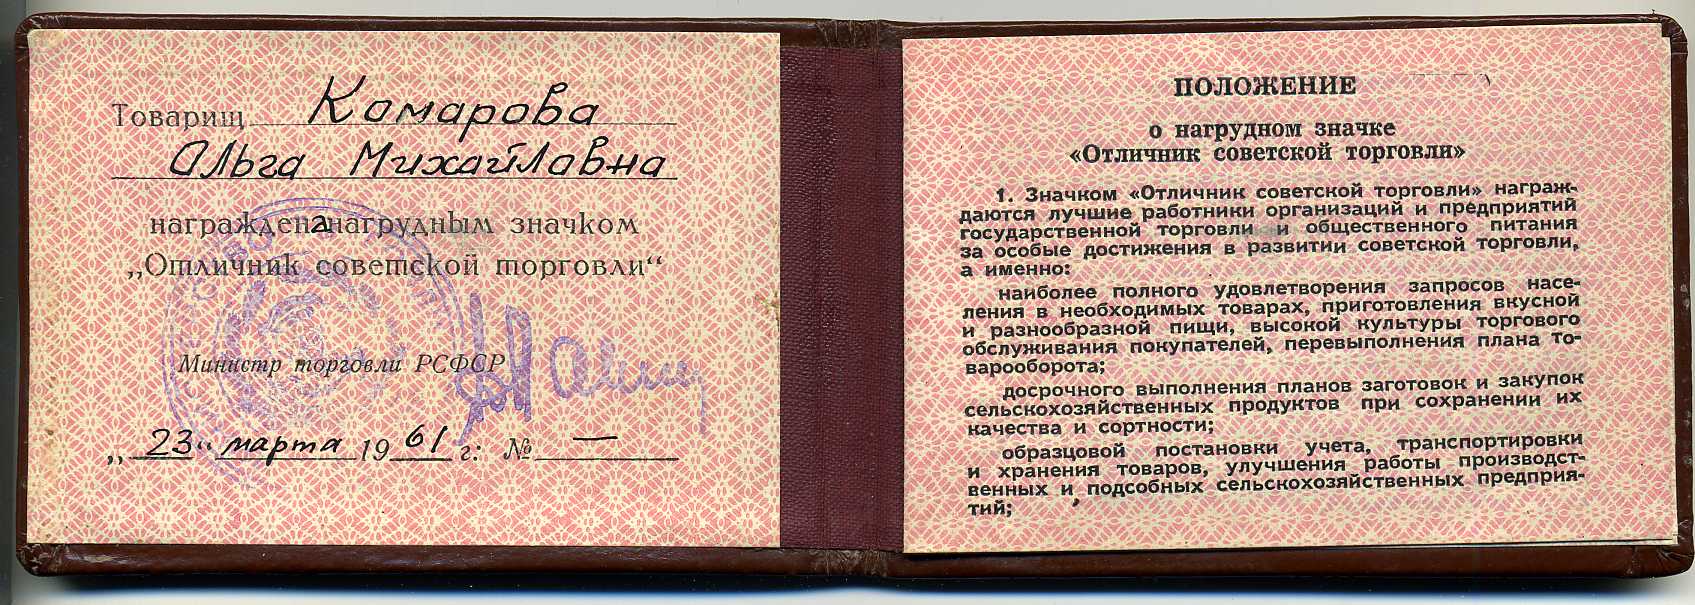 Товарищ Комарова
Ольга Михайлавна
награждена нагрудным значком
„Отличник советской торговли“
Министр торговли РСФСР
„23“ марта 1961 г: № —
ПОЛОЖЕНИЕ
о нагрудном значке
«Отличник советской торговли»
1. Значком «Отличник советской торговли» награж-
даются лучшие работники организаций и предприятий
государственной торговли и общественного питания
за особые достижения в развитии советской торговли,
а именно:
наиболее полного удовлетворения запросов насе-
ления в необходимых товарах, приготовления вкусной
и разнообразной пищи, высокой культуры торгового
обслуживания покупателей, перевыполнения плана то-
варооборота;
досрочного выполнения планов заготовок и закупок
сельскохозяйственных продуктов при сохранении их
качества и сортности;
образцовой постановки учета, транспортировки
и хранения товаров, улучшения работы производст-
венных и подсобных сельскохозяйственных предприя-
тий;